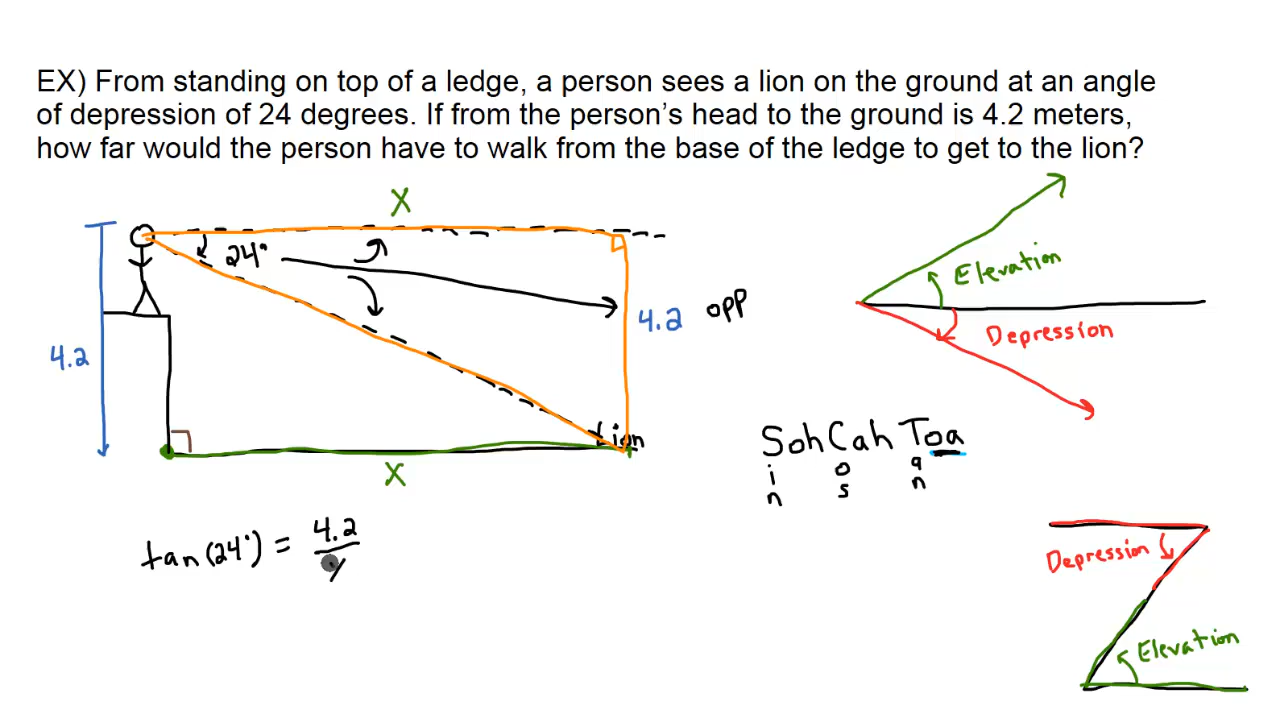 EX) From standing on top of a ledge, a person sees a lion on the ground at an angle
of depression of 24 degrees. If from the person's head to the ground is 4.2 meters,
how far would the person have to walk from the base of the ledge to get to the lion?
X
24°
4.2 opp
4.2
Lion
X
Elevation
Depression
Soh Cah Toa
i o a
n s n
tan(24°) = 4.2
Depression
Elevation